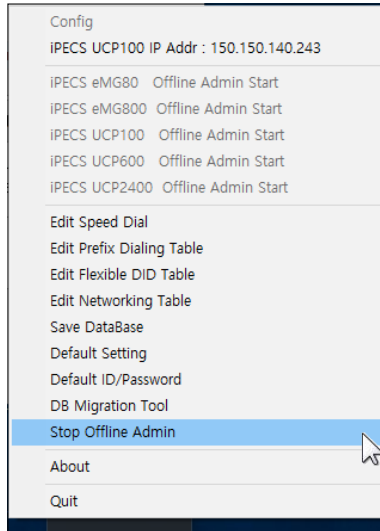 Config
iPECS UCP100 IP Addr : 150.150.140.243
iPECS eMG80 Offline Admin Start
iPECS eMG800 Offline Admin Start
iPECS UCP100 Offline Admin Start
iPECS UCP600 Offline Admin Start
iPECS UCP2400 Offline Admin Start
Edit Speed Dial
Edit Prefix Dialing Table
Edit Flexible DID Table
Edit Networking Table
Save DataBase
Default Setting
Default ID/Password
DB Migration Tool
Stop Offline Admin
About
Quit